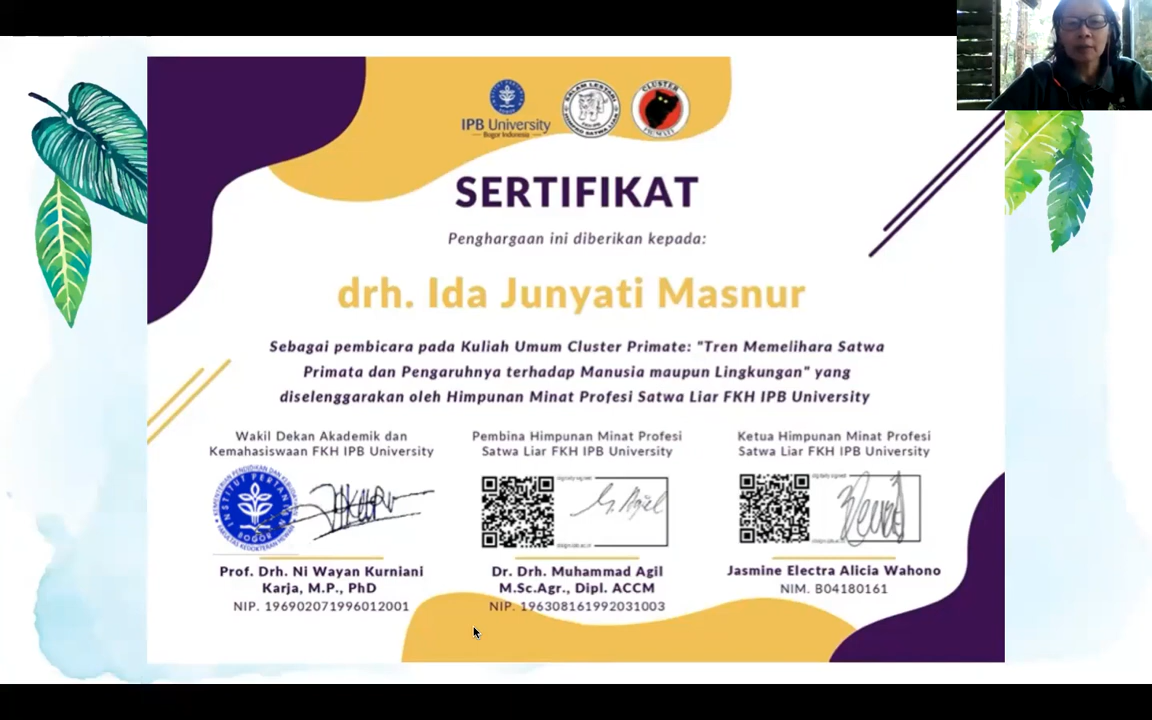 IPB University
Bogor Indonesia
CLUSTER
SERTIFIKAT
Penghargaan ini diberikan kepada:
drh. Ida Junyati Masnur
Sebagai pembicara pada Kuliah Umum Cluster Primate: "Tren Memelihara Satwa
Primata dan Pengaruhnya terhadap Manusia maupun Lingkungan" yang
diselenggarakan oleh Himpunan Minat Profesi Satwa Liar FKH IPB University
Wakil Dekan Akademik dan
Kemahasiswaan FKH IPB University
Pembina Himpunan Minat Profesi
Satwa Liar FKH IPB University
Ketua Himpunan Minat Profesi
Satwa Liar FKH IPB University
INSTITUT PERTANIAN
BOGOR
Prof. Drh. Ni Wayan Kurniani
Karja, M.P., PhD
NIP. 196902071996012001
Dr. Drh. Muhammad Agil
M.Sc.Agr., Dipl. ACCM
NIP. 196308161992031003
Jasmine Electra Alicia Wahono
NIM. B04180161